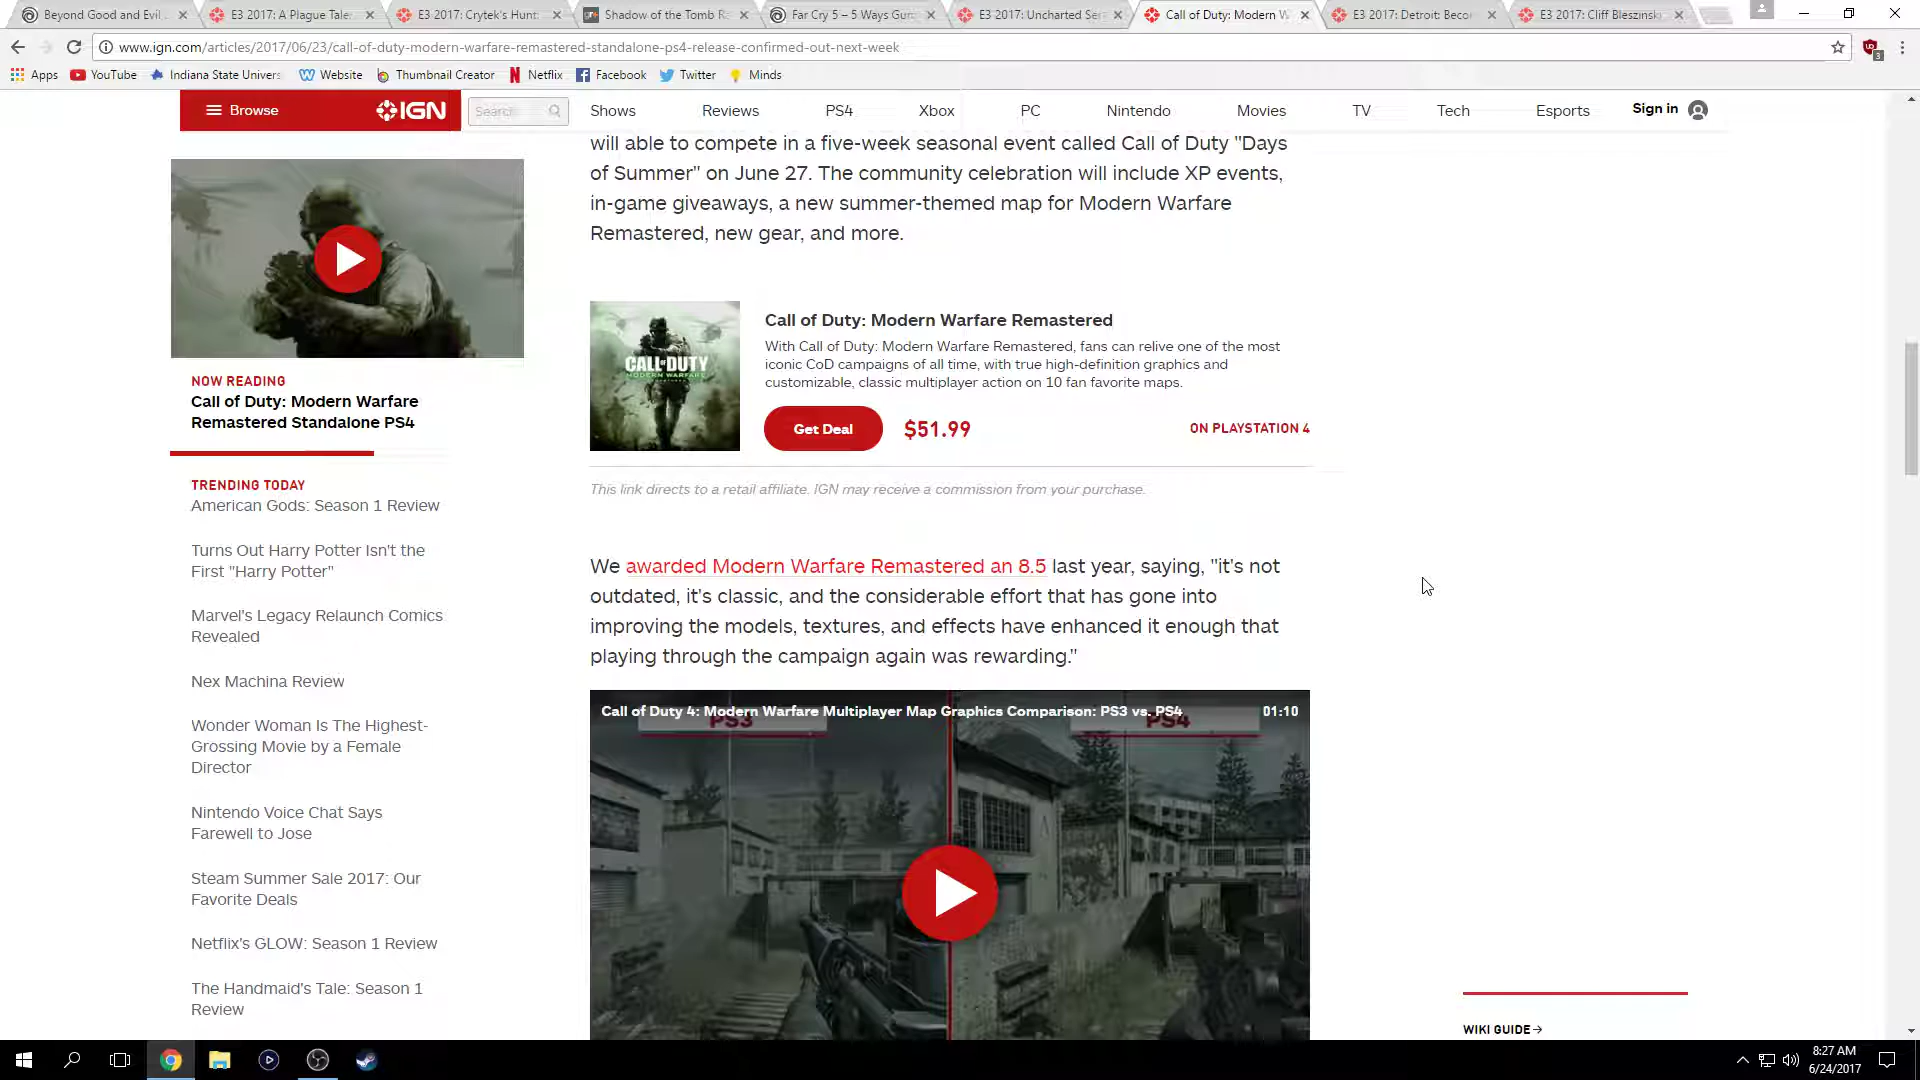 Beyond Good and Evil
E3 2017: A Plague Tale:
E3 2017: Crytek's Hunt:
Shadow of the Tomb R
Far Cry 5 – 5 Ways Gun
E3 2017: Uncharted Ser
Call of Duty: Modern W
E3 2017: Detroit: Beco
E3 2017: Cliff Bleszinski
www.ign.com/articles/2017/06/23/call-of-duty-modern-warfare-remastered-standalone-ps4-release-confirmed-out-next-week
3
Apps
YouTube
Indiana State Univers
Website
Thumbnail Creator
Netflix
Facebook
Twitter
Minds
Browse
IGN
Search
Shows
Reviews
PS4
Xbox
PC
Nintendo
Movies
TV
Tech
Esports
Sign in
will able to compete in a five-week seasonal event called Call of Duty "Days
of Summer" on June 27. The community celebration will include XP events,
in-game giveaways, a new summer-themed map for Modern Warfare
Remastered, new gear, and more.
CALL OF DUTY
MODERN WARFARE
REMASTERED
Call of Duty: Modern Warfare Remastered
With Call of Duty: Modern Warfare Remastered, fans can relive one of the most
iconic CoD campaigns of all time, with true high-definition graphics and
customizable, classic multiplayer action on 10 fan favorite maps.
Get Deal
$51.99
ON PLAYSTATION 4
This link directs to a retail affiliate. IGN may receive a commission from your purchase.
We awarded Modern Warfare Remastered an 8.5 last year, saying, "it's not
outdated, it's classic, and the considerable effort that has gone into
improving the models, textures, and effects have enhanced it enough that
playing through the campaign again was rewarding."
Call of Duty 4: Modern Warfare Multiplayer Map Graphics Comparison: PS3 vs. PS4
01:10
PS3
PS4
NOW READING
Call of Duty: Modern Warfare
Remastered Standalone PS4
TRENDING TODAY
American Gods: Season 1 Review
Turns Out Harry Potter Isn't the
First "Harry Potter"
Marvel's Legacy Relaunch Comics
Revealed
Nex Machina Review
Wonder Woman Is The Highest-
Grossing Movie by a Female
Director
Nintendo Voice Chat Says
Farewell to Jose
Steam Summer Sale 2017: Our
Favorite Deals
Netflix's GLOW: Season 1 Review
The Handmaid's Tale: Season 1
Review
WIKI GUIDE
8:27 AM
6/24/2017